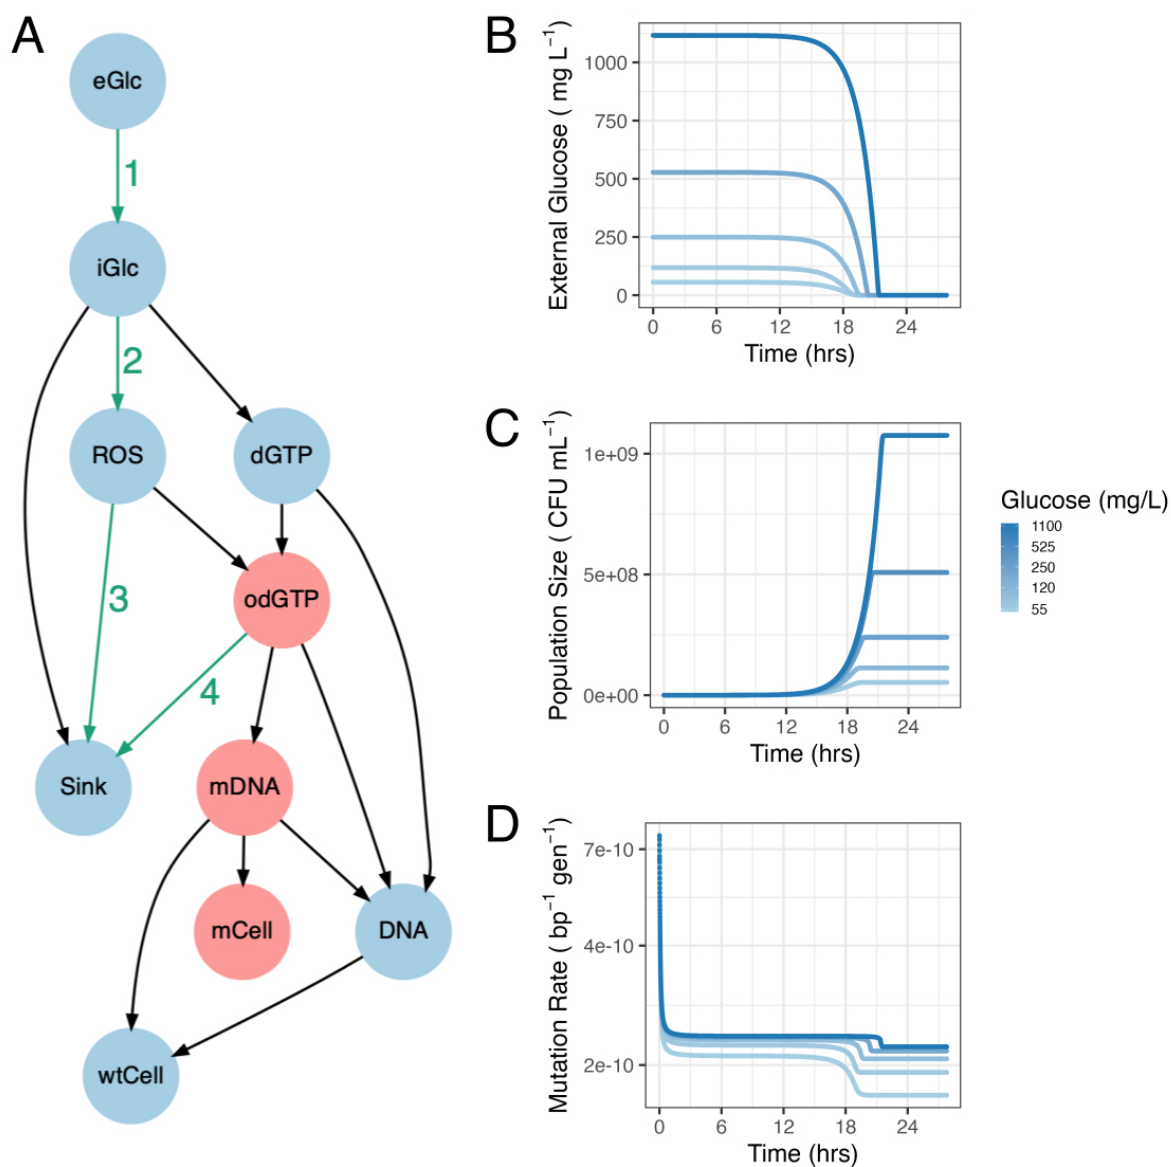 A
eGlc
1
iGlc
2
ROS
dGTP
3
odGTP
4
Sink
mDNA
mCell
DNA
wtCell
B
External Glucose ( mg L⁻¹)
1000
750
500
250
0
0 6 12 18 24
Time (hrs)
C
Population Size ( CFU mL⁻¹)
1e+09
5e+08
0e+00
0 6 12 18 24
Time (hrs)
Glucose (mg/L)
1100
525
250
120
55
D
Mutation Rate ( bp⁻¹ gen⁻¹)
7e-10
4e-10
2e-10
0 6 12 18 24
Time (hrs)